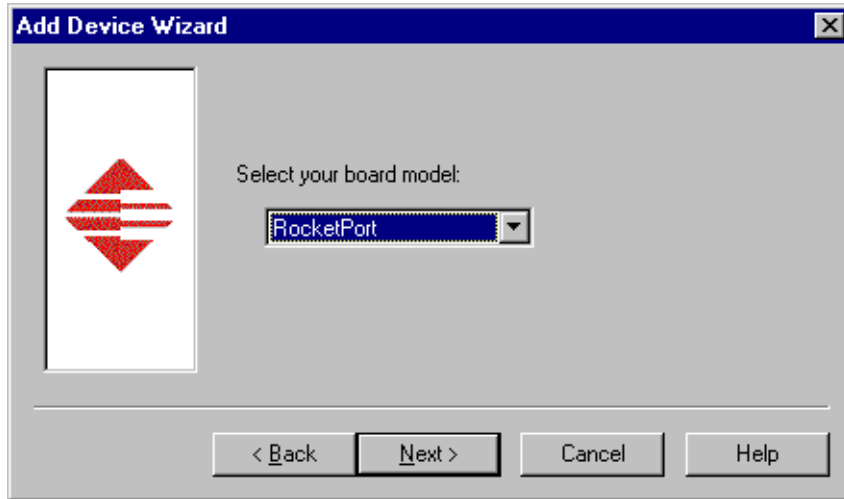 Add Device Wizard
Select your board model:
RocketPort
< Back Next > Cancel Help